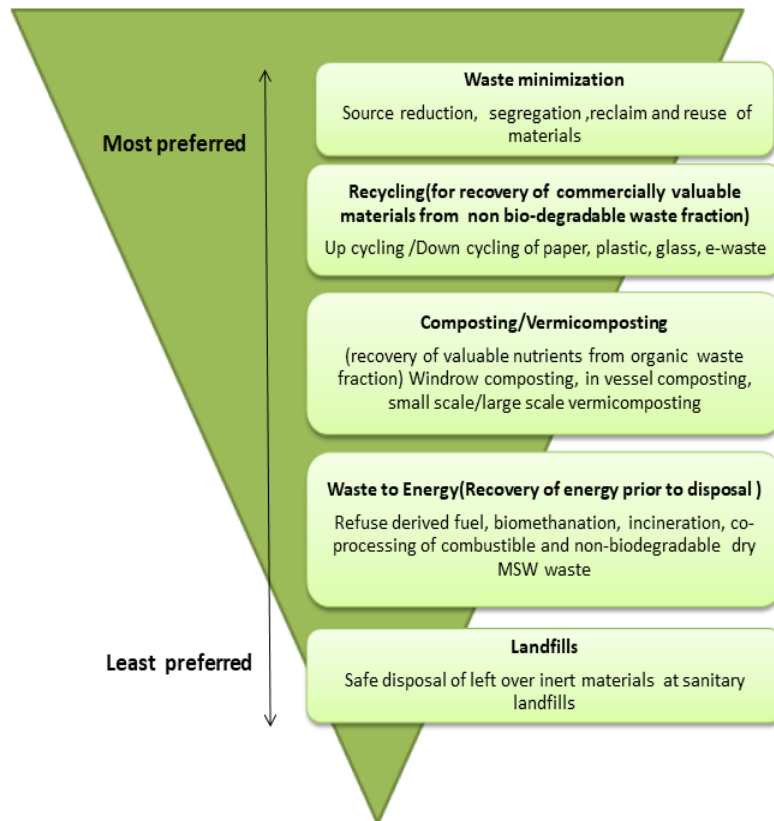 Waste minimization
Source reduction, segregation ,reclaim and reuse of
materials
Most preferred
Recycling(for recovery of commercially valuable
materials from non bio-degradable waste fraction)
Up cycling /Down cycling of paper, plastic, glass, e-waste
Composting/Vermicomposting
(recovery of valuable nutrients from organic waste
fraction) Windrow composting, in vessel composting,
small scale/large scale vermicomposting
Waste to Energy(Recovery of energy prior to disposal )
Refuse derived fuel, biomethanation, incineration, co-
processing of combustible and non-biodegradable dry
MSW waste
Least preferred
Landfills
Safe disposal of left over inert materials at sanitary
landfills